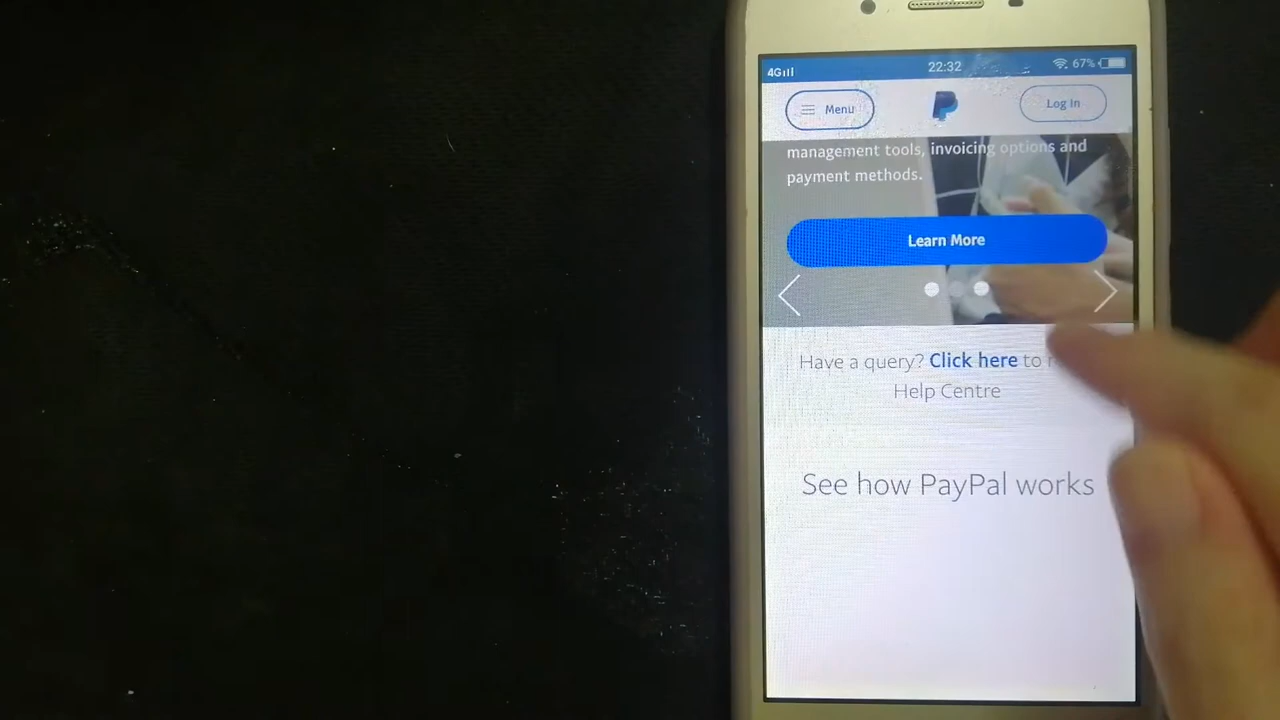 4G
22:32
67%
Menu
Log In
management tools, invoicing options and
payment methods.
Learn More
Have a query? Click here to
Help Centre
See how PayPal works